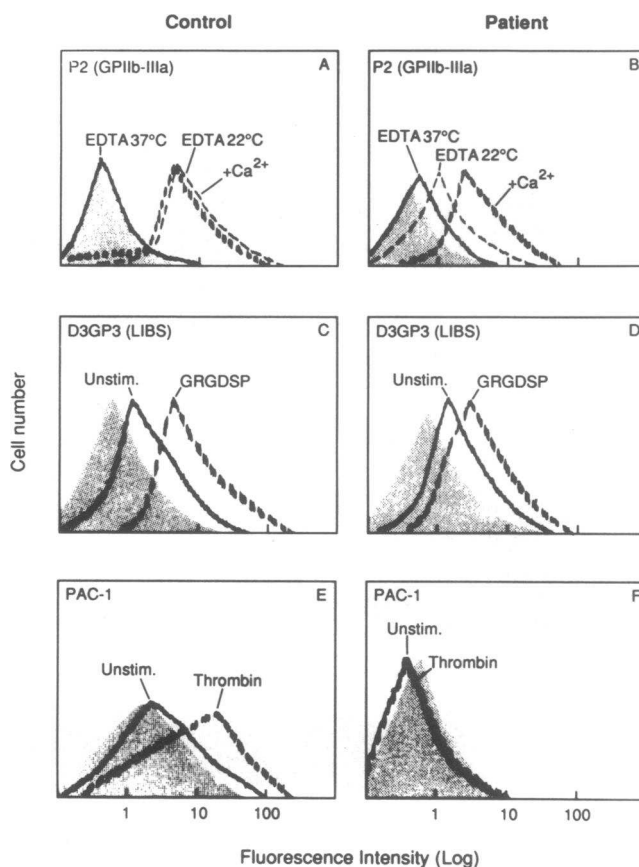 Control
Patient
P2 (GPIIb-IIIa)
A
EDTA 37°C
EDTA 22°C
+Ca2+
P2 (GPIIb-IIIa)
B
EDTA 37°C
EDTA 22°C
+Ca2+
D3GP3 (LIBS)
C
Unstim.
GRGDSP
D3GP3 (LIBS)
D
Unstim.
GRGDSP
Cell number
PAC-1
E
Unstim.
Thrombin
PAC-1
F
Unstim.
Thrombin
1
10
100
1
10
100
Fluorescence Intensity (Log)